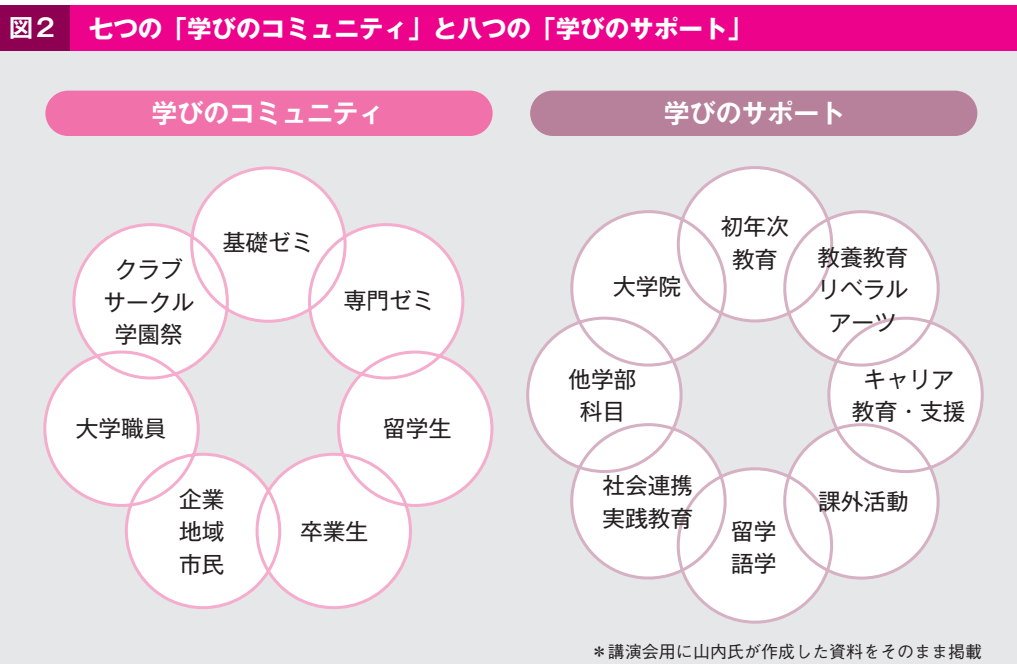 図2 七つの「学びのコミュニティ」と八つの「学びのサポート」
学びのコミュニティ
基礎ゼミ
専門ゼミ
留学生
卒業生
企業
地域
市民
大学職員
クラブ
サークル
学園祭
学びのサポート
初年次
教育
教養教育
リベラル
アーツ
キャリア
教育・支援
課外活動
留学
語学
社会連携
実践教育
他学部
科目
大学院
＊講演会用に山内氏が作成した資料をそのまま掲載